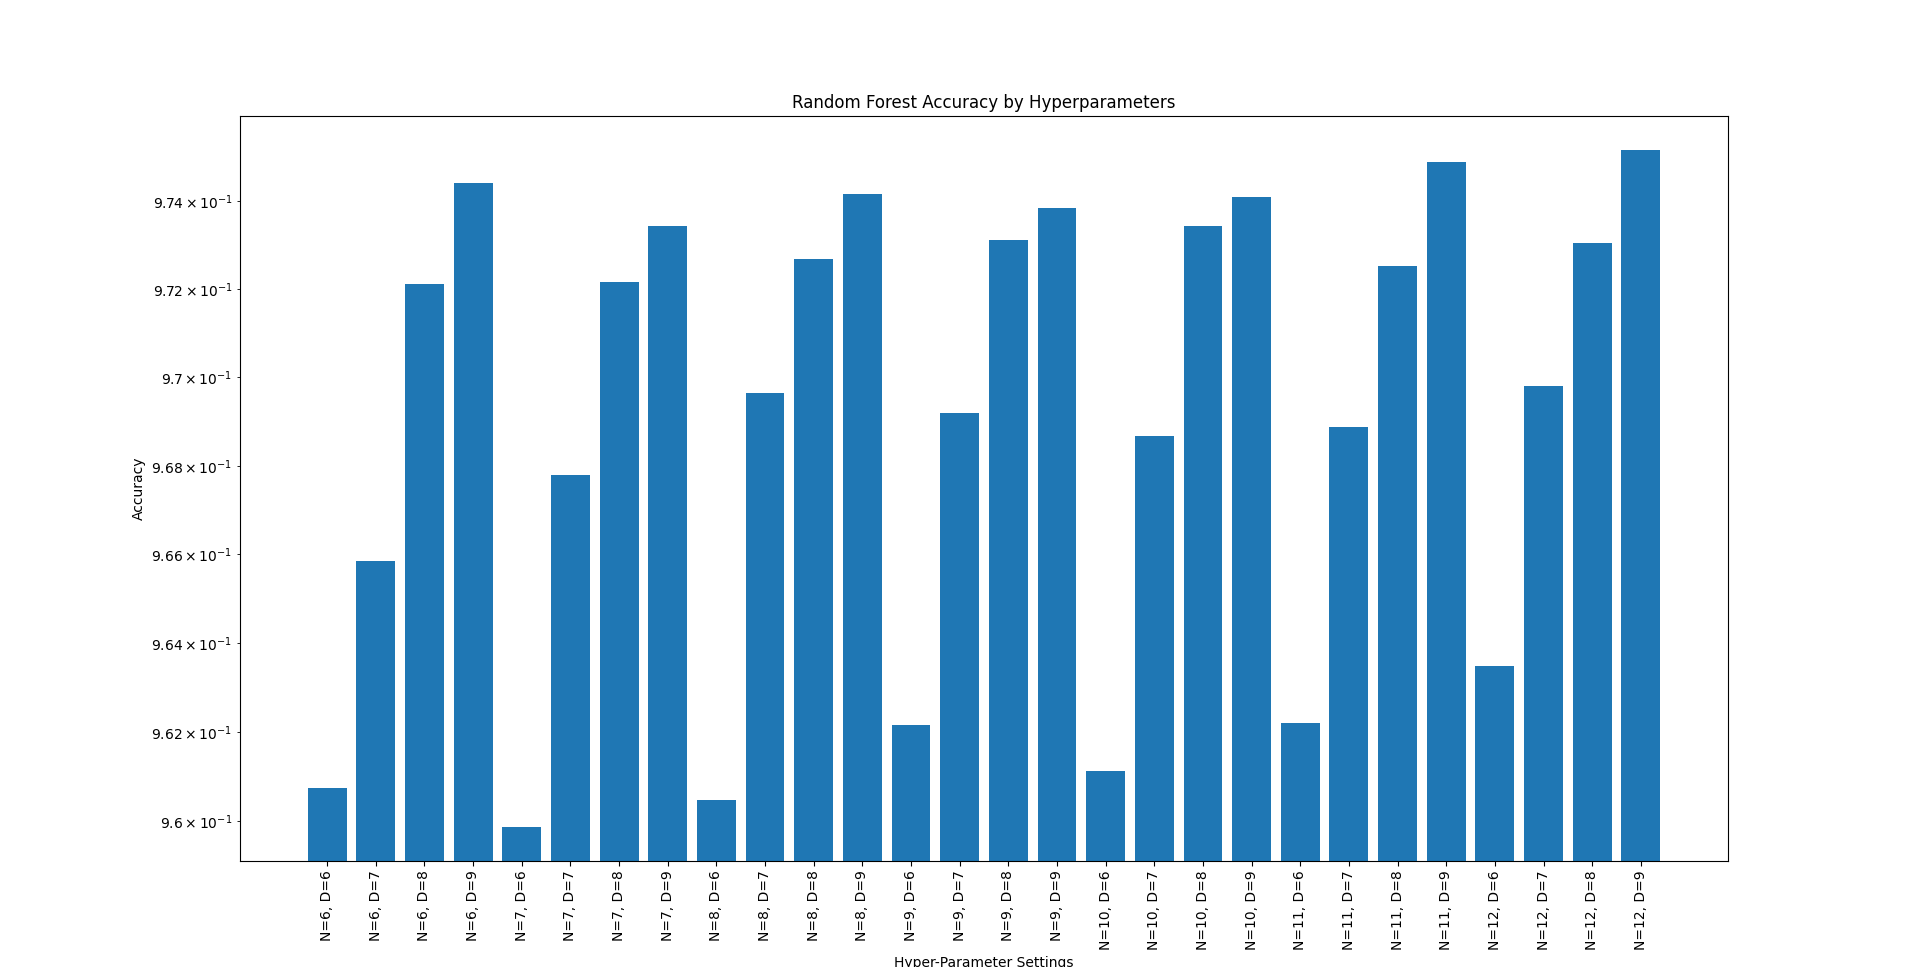 Random Forest Accuracy by Hyperparameters
9.74 × 10⁻¹
9.72 × 10⁻¹
9.7 × 10⁻¹
9.68 × 10⁻¹
9.66 × 10⁻¹
9.64 × 10⁻¹
9.62 × 10⁻¹
9.6 × 10⁻¹
Accuracy
N=6, D=6
N=6, D=7
N=6, D=8
N=6, D=9
N=7, D=6
N=7, D=7
N=7, D=8
N=7, D=9
N=8, D=6
N=8, D=7
N=8, D=8
N=8, D=9
N=9, D=6
N=9, D=7
N=9, D=8
N=9, D=9
N=10, D=6
N=10, D=7
N=10, D=8
N=10, D=9
N=11, D=6
N=11, D=7
N=11, D=8
N=11, D=9
N=12, D=6
N=12, D=7
N=12, D=8
N=12, D=9
Hyper-Parameter Settings